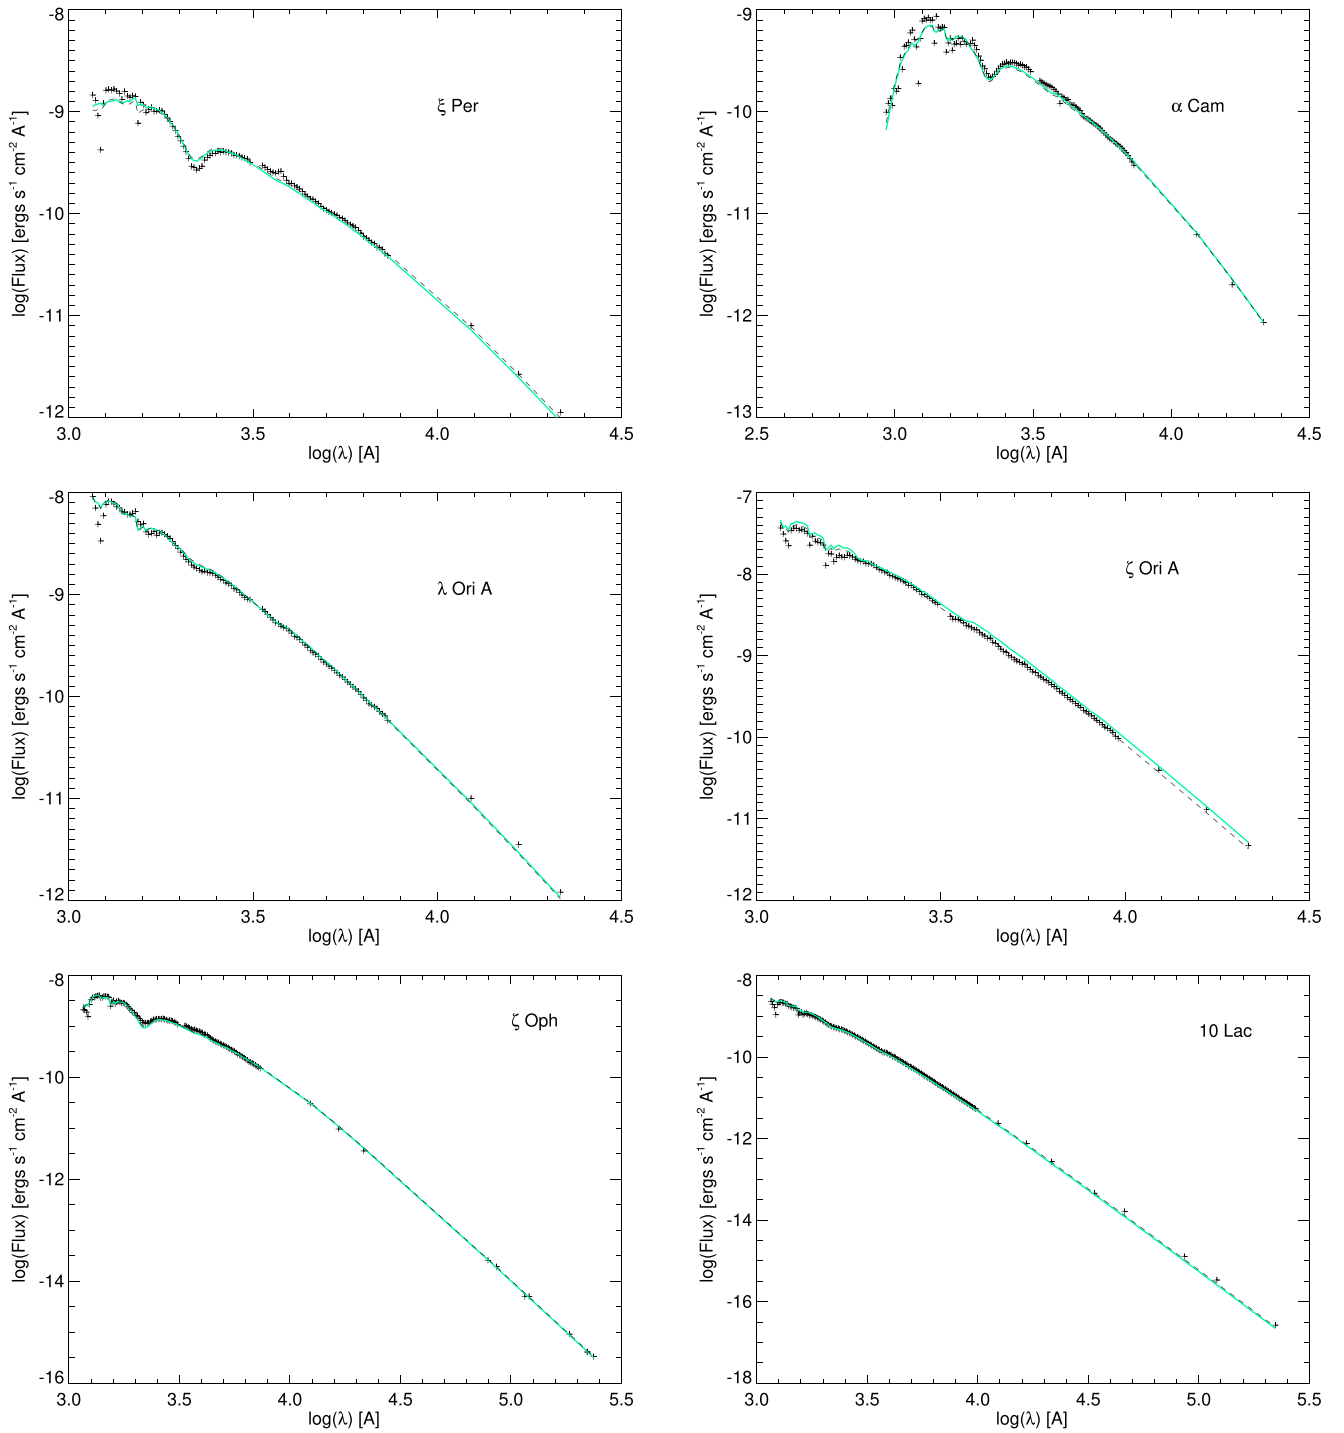 -8
-9
-10
-11
-12
3.0 3.5 4.0 4.5
log(λ) [A]
log(Flux) [ergs s⁻¹ cm⁻² A⁻¹]
ξ Per
-9
-10
-11
-12
-13
2.5 3.0 3.5 4.0 4.5
log(λ) [A]
log(Flux) [ergs s⁻¹ cm⁻² A⁻¹]
α Cam
-8
-9
-10
-11
-12
3.0 3.5 4.0 4.5
log(λ) [A]
log(Flux) [ergs s⁻¹ cm⁻² A⁻¹]
λ Ori A
-7
-8
-9
-10
-11
-12
3.0 3.5 4.0 4.5
log(λ) [A]
log(Flux) [ergs s⁻¹ cm⁻² A⁻¹]
ζ Ori A
-8
-10
-12
-14
-16
3.0 3.5 4.0 4.5 5.0 5.5
log(λ) [A]
log(Flux) [ergs s⁻¹ cm⁻² A⁻¹]
ζ Oph
-8
-10
-12
-14
-16
-18
3.0 3.5 4.0 4.5 5.0 5.5
log(λ) [A]
log(Flux) [ergs s⁻¹ cm⁻² A⁻¹]
10 Lac